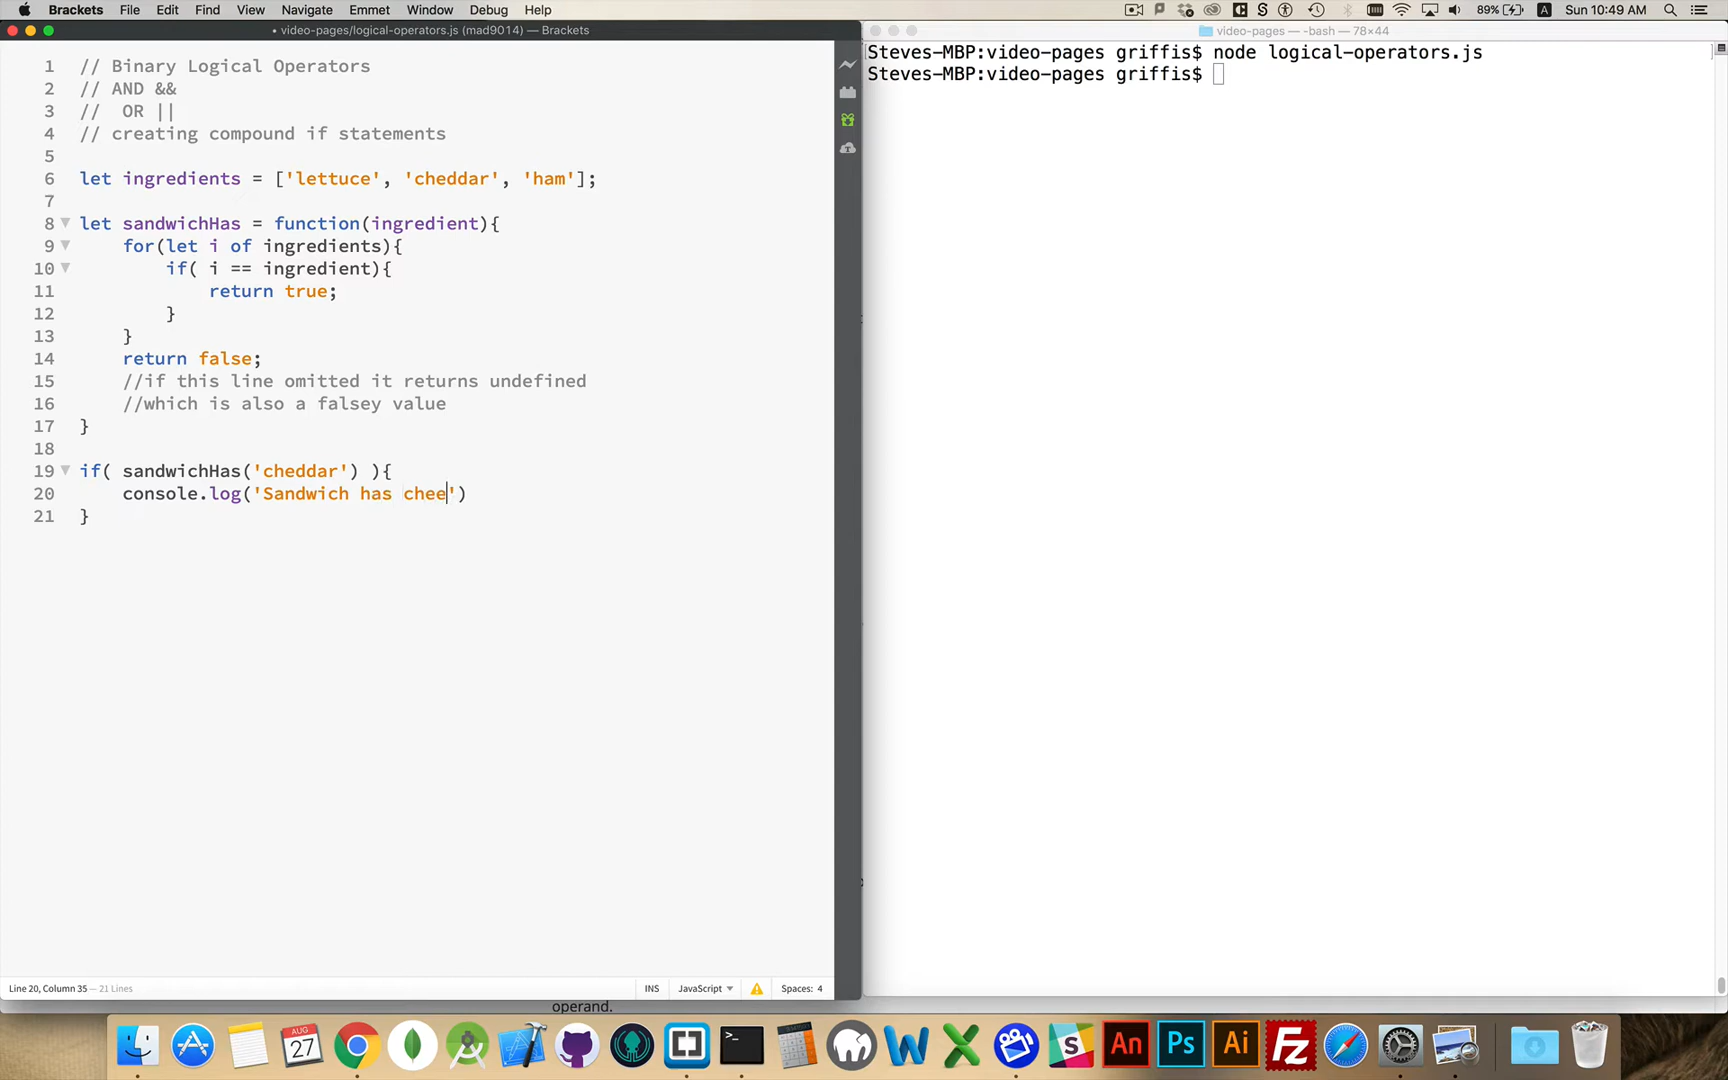 Brackets File Edit Find View Navigate Emmet Window Debug Help
89% A Sun 10:49 AM
• video-pages/logical-operators.js (mad9014) — Brackets
1 // Binary Logical Operators
2 // AND &&
3 //  OR ||
4 // creating compound if statements
5
6 let ingredients = ['lettuce', 'cheddar', 'ham'];
7
8 let sandwichHas = function(ingredient){
9     for(let i of ingredients){
10         if( i == ingredient){
11             return true;
12         }
13     }
14     return false;
15     //if this line omitted it returns undefined
16     //which is also a falsey value
17 }
18
19 if( sandwichHas('cheddar') ){
20     console.log('Sandwich has chee')
21 }
Line 20, Column 35 — 21 Lines
INS JavaScript Spaces: 4
video-pages — -bash — 78×44
Steves-MBP:video-pages griffis$ node logical-operators.js
Steves-MBP:video-pages griffis$
operand.
AUG
27
An
Ps
Ai
Fz